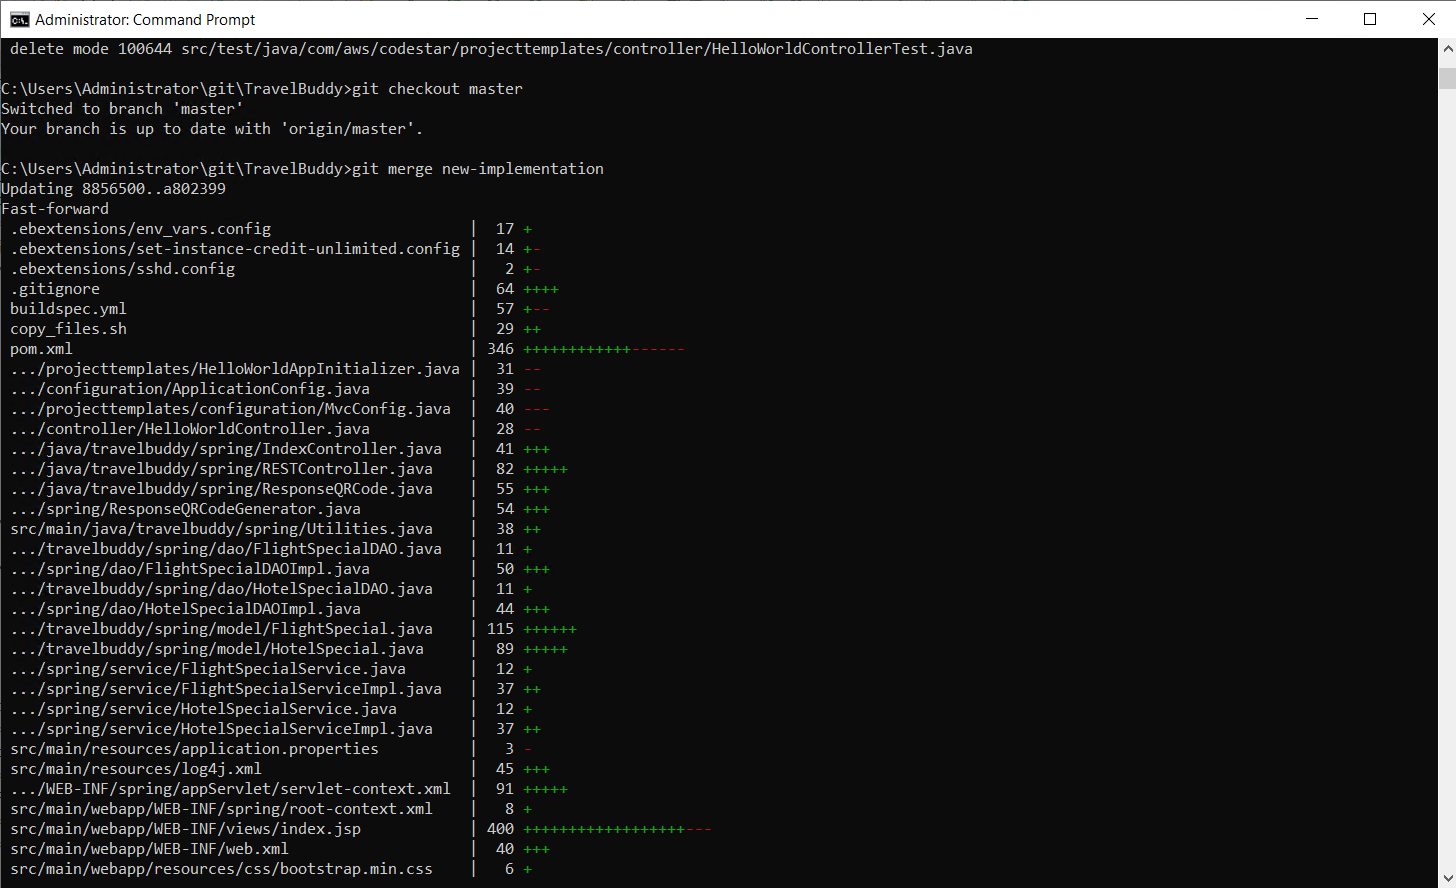 Administrator: Command Prompt
 delete mode 100644 src/test/java/com/aws/codestar/projecttemplates/controller/HelloWorldControllerTest.java

C:\Users\Administrator\git\TravelBuddy>git checkout master
Switched to branch 'master'
Your branch is up to date with 'origin/master'.

C:\Users\Administrator\git\TravelBuddy>git merge new-implementation
Updating 8856500..a802399
Fast-forward
 .ebextensions/env_vars.config                      |  17 +
 .ebextensions/set-instance-credit-unlimited.config |  14 +-
 .ebextensions/sshd.config                          |   2 +-
 .gitignore                                         |  64 ++++
 buildspec.yml                                      |  57 +--
 copy_files.sh                                      |  29 ++
 pom.xml                                            | 346 ++++++++++++------
 .../projecttemplates/HelloWorldAppInitializer.java |  31 --
 .../configuration/ApplicationConfig.java           |  39 --
 .../projecttemplates/configuration/MvcConfig.java  |  40 ---
 .../controller/HelloWorldController.java           |  28 --
 .../java/travelbuddy/spring/IndexController.java   |  41 +++
 .../java/travelbuddy/spring/RESTController.java    |  82 +++++
 .../java/travelbuddy/spring/ResponseQRCode.java    |  55 +++
 .../spring/ResponseQRCodeGenerator.java            |  54 +++
 src/main/java/travelbuddy/spring/Utilities.java    |  38 ++
 .../travelbuddy/spring/dao/FlightSpecialDAO.java   |  11 +
 .../spring/dao/FlightSpecialDAOImpl.java           |  50 +++
 .../travelbuddy/spring/dao/HotelSpecialDAO.java    |  11 +
 .../spring/dao/HotelSpecialDAOImpl.java            |  44 +++
 .../travelbuddy/spring/model/FlightSpecial.java    | 115 ++++++
 .../travelbuddy/spring/model/HotelSpecial.java     |  89 +++++
 .../spring/service/FlightSpecialService.java       |  12 +
 .../spring/service/FlightSpecialServiceImpl.java   |  37 ++
 .../spring/service/HotelSpecialService.java        |  12 +
 .../spring/service/HotelSpecialServiceImpl.java    |  37 ++
 src/main/resources/application.properties          |   3 -
 src/main/resources/log4j.xml                       |  45 +++
 .../WEB-INF/spring/appServlet/servlet-context.xml  |  91 +++++
 src/main/webapp/WEB-INF/spring/root-context.xml    |   8 +
 src/main/webapp/WEB-INF/views/index.jsp            | 400 ++++++++++++++++++---
 src/main/webapp/WEB-INF/web.xml                    |  40 +++
 src/main/webapp/resources/css/bootstrap.min.css    |   6 +